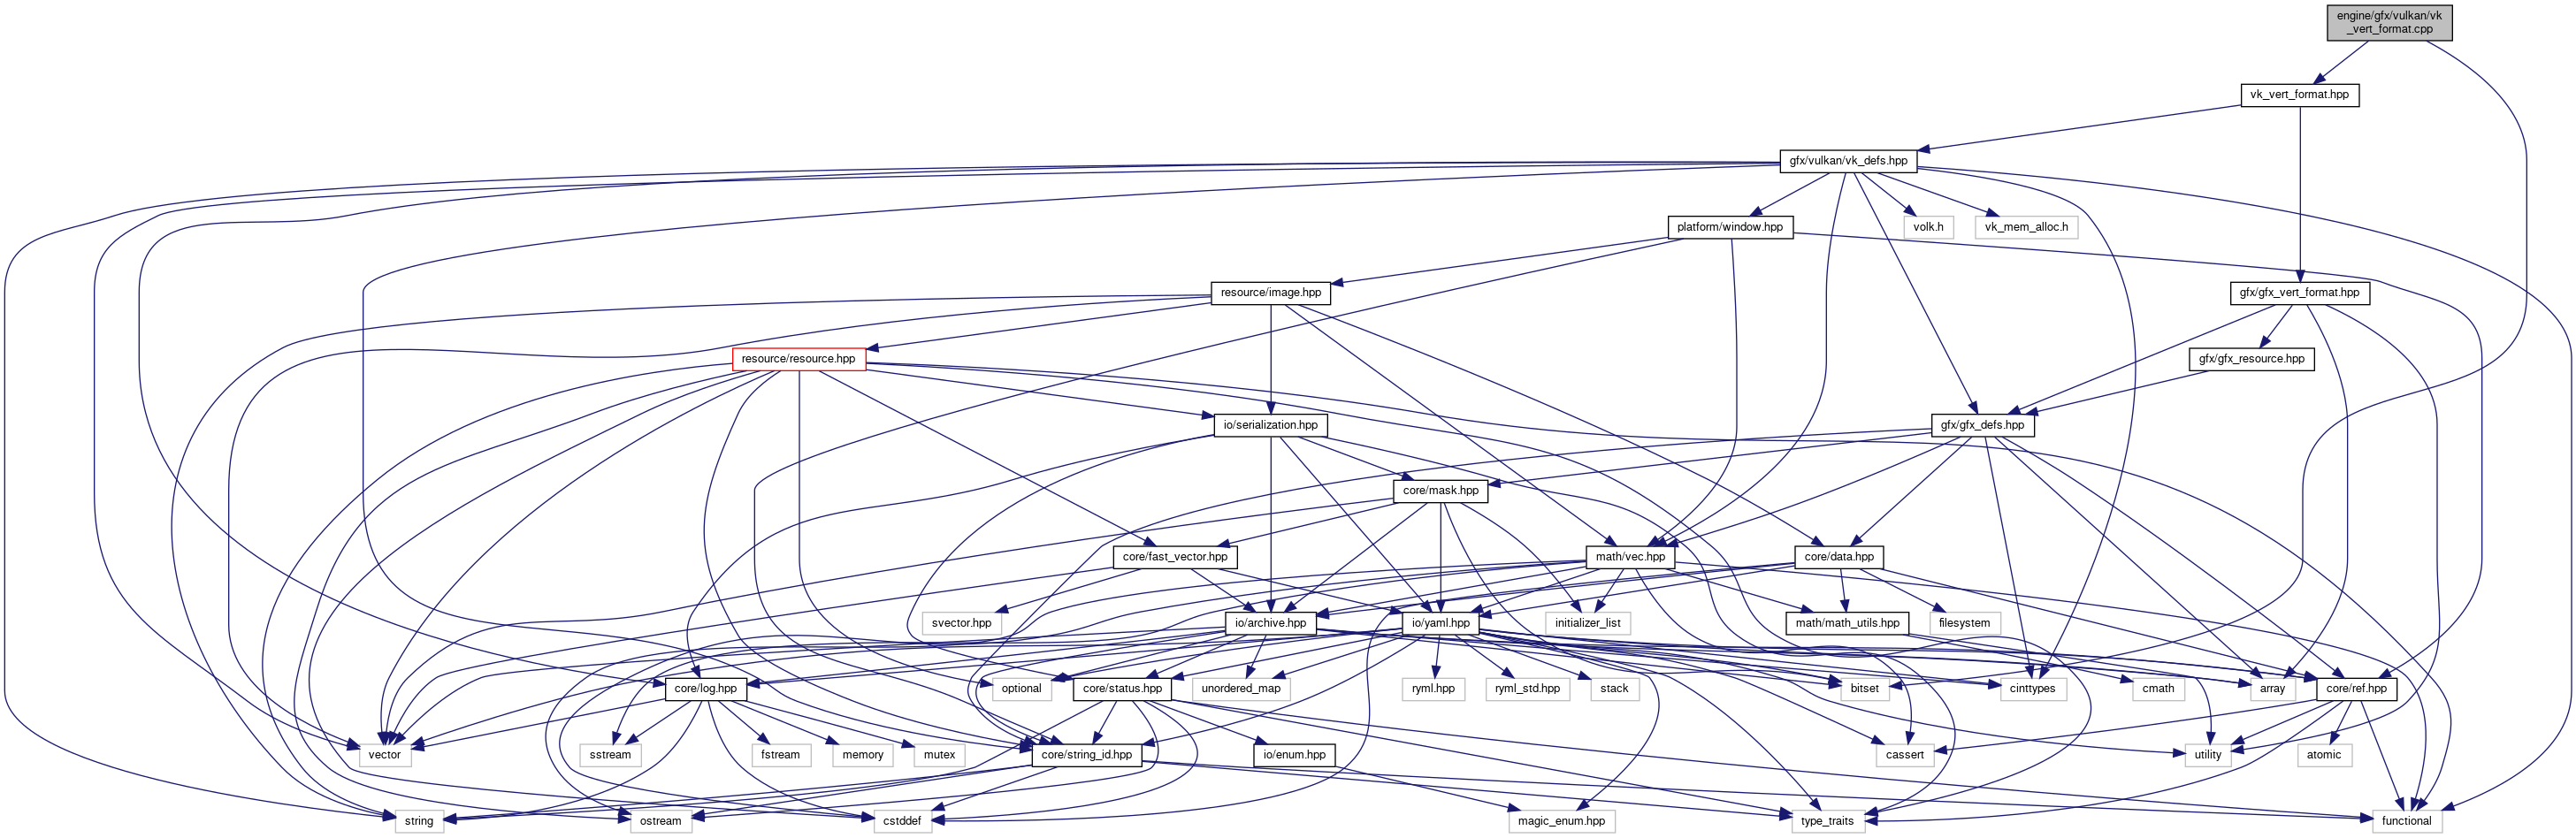 engine/gfx/vulkan/vk
_vert_format.cpp
vk_vert_format.hpp
gfx/vulkan/vk_defs.hpp
platform/window.hpp
volk.h
vk_mem_alloc.h
resource/image.hpp
gfx/gfx_vert_format.hpp
resource/resource.hpp
gfx/gfx_resource.hpp
io/serialization.hpp
gfx/gfx_defs.hpp
core/mask.hpp
core/fast_vector.hpp
math/vec.hpp
core/data.hpp
svector.hpp
io/archive.hpp
io/yaml.hpp
initializer_list
math/math_utils.hpp
filesystem
core/log.hpp
optional
core/status.hpp
unordered_map
ryml.hpp
ryml_std.hpp
stack
bitset
cinttypes
cmath
array
core/ref.hpp
vector
sstream
fstream
memory
mutex
core/string_id.hpp
io/enum.hpp
cassert
utility
atomic
string
ostream
cstddef
magic_enum.hpp
type_traits
functional